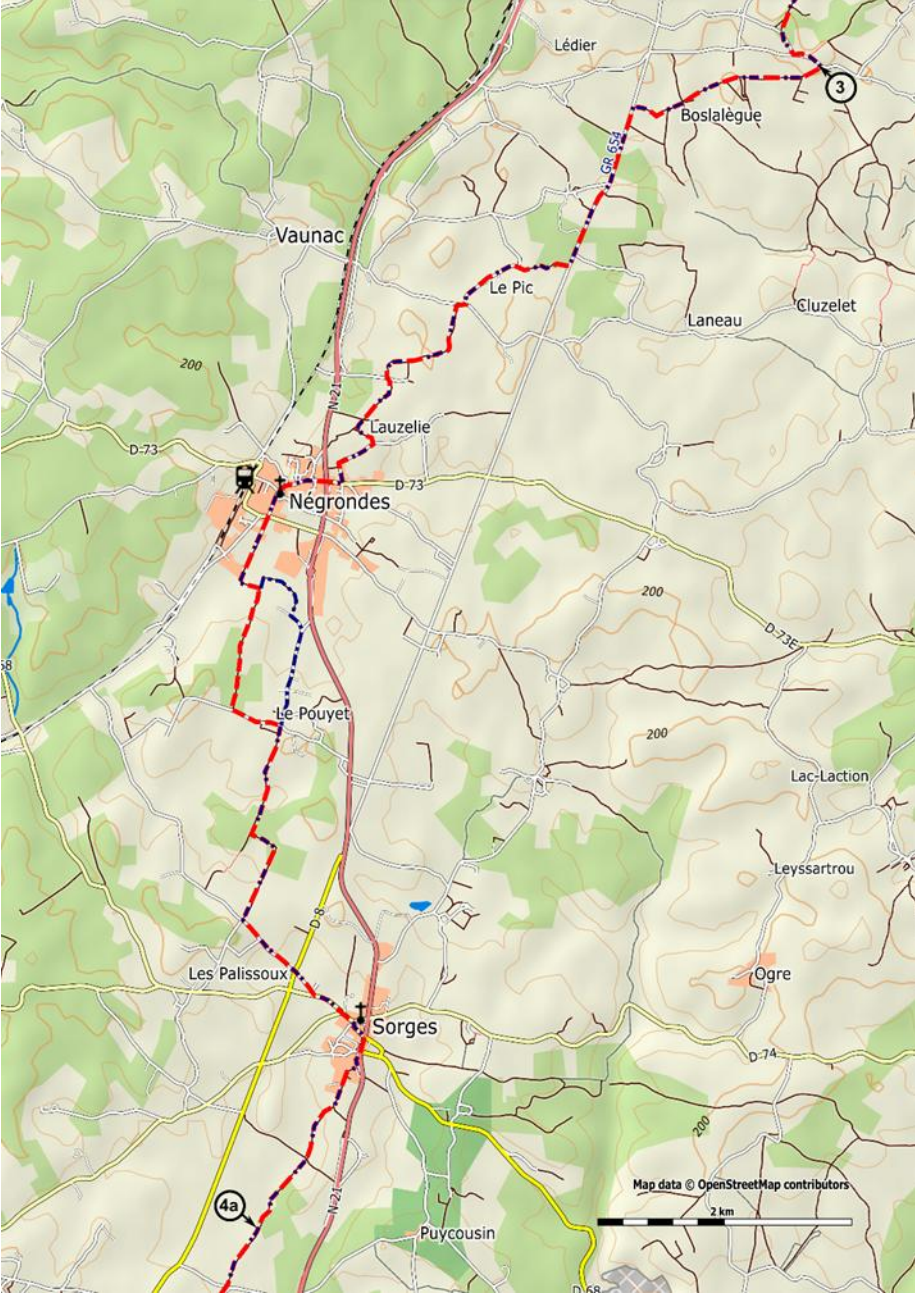 Lédier
3
Boslalègue
GR 654
Vaunac
Le Pic
Cluzelet
Laneau
200
N 21
Lauzelie
D 73
D 73
Négrondes
200
D 73E
68
Le Pouyet
200
Lac-Laction
Leyssartrou
D 8
Les Palissoux
Ogre
Sorges
D 74
200
Map data © OpenStreetMap contributors
4a
N 21
2 km
Puycousin
D 68